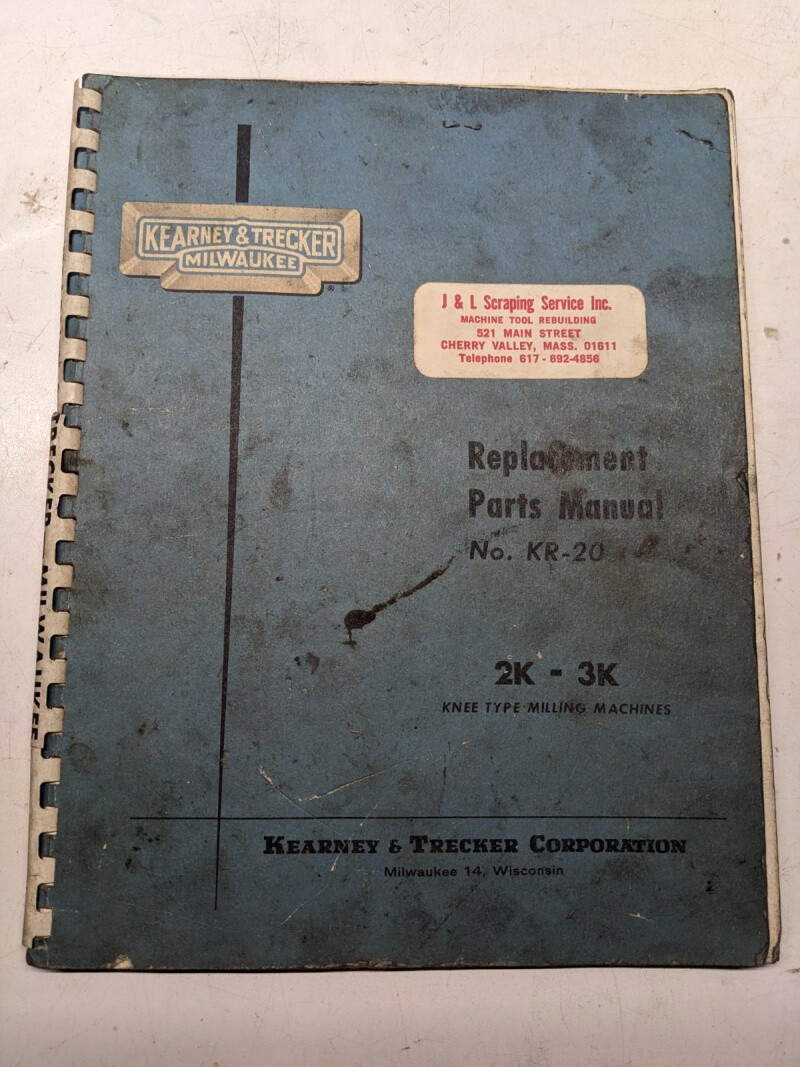 KEARNEY & TRECKER
MILWAUKEE
®
J & L Scraping Service Inc.
MACHINE TOOL REBUILDING
521 MAIN STREET
CHERRY VALLEY, MASS. 01611
Telephone 617 - 892-4856
Replacement
Parts Manual
No. KR-20
2K - 3K
KNEE TYPE MILLING MACHINES
KEARNEY & TRECKER CORPORATION
Milwaukee 14, Wisconsin
TRECKER MILWAUKEE